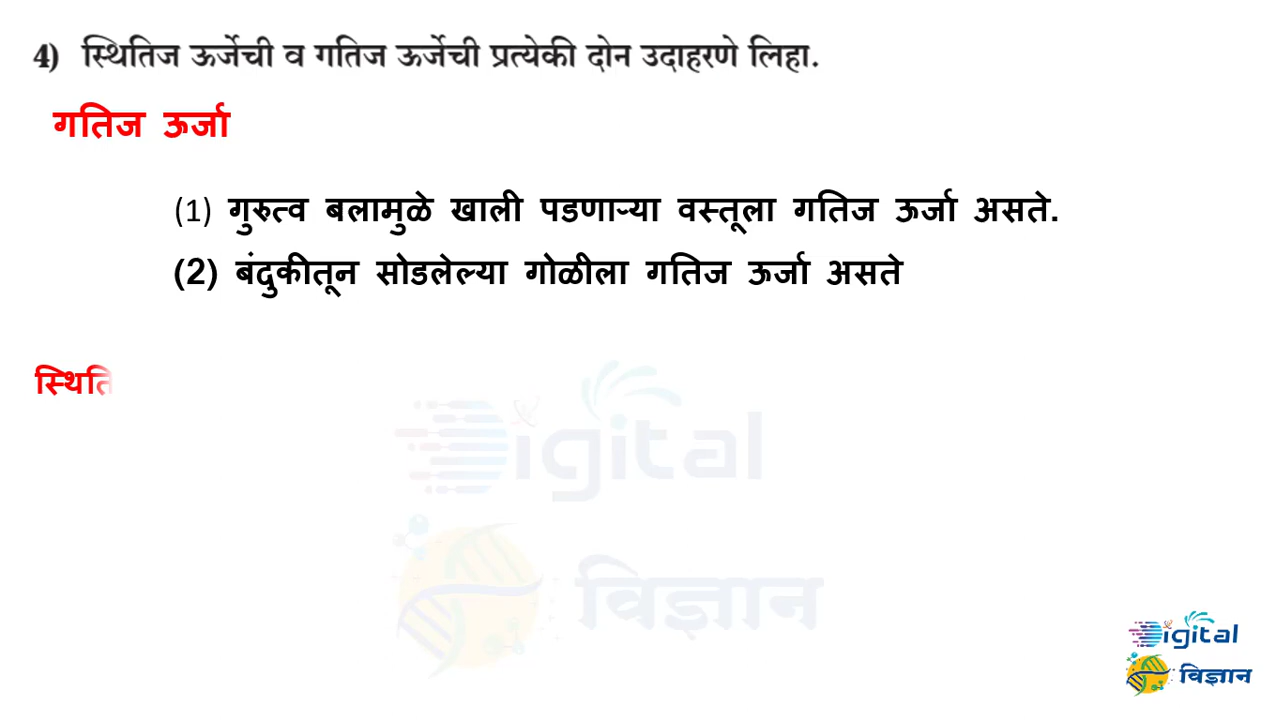 4) स्थितिज ऊर्जेची व गतिज ऊर्जेची प्रत्येकी दोन उदाहरणे लिहा.
गतिज ऊर्जा
(1) गुरुत्व बलामुळे खाली पडणाऱ्या वस्तूला गतिज ऊर्जा असते.
(2) बंदुकीतून सोडलेल्या गोळीला गतिज ऊर्जा असते
स्थिति
Digital
विज्ञान
Digital
विज्ञान